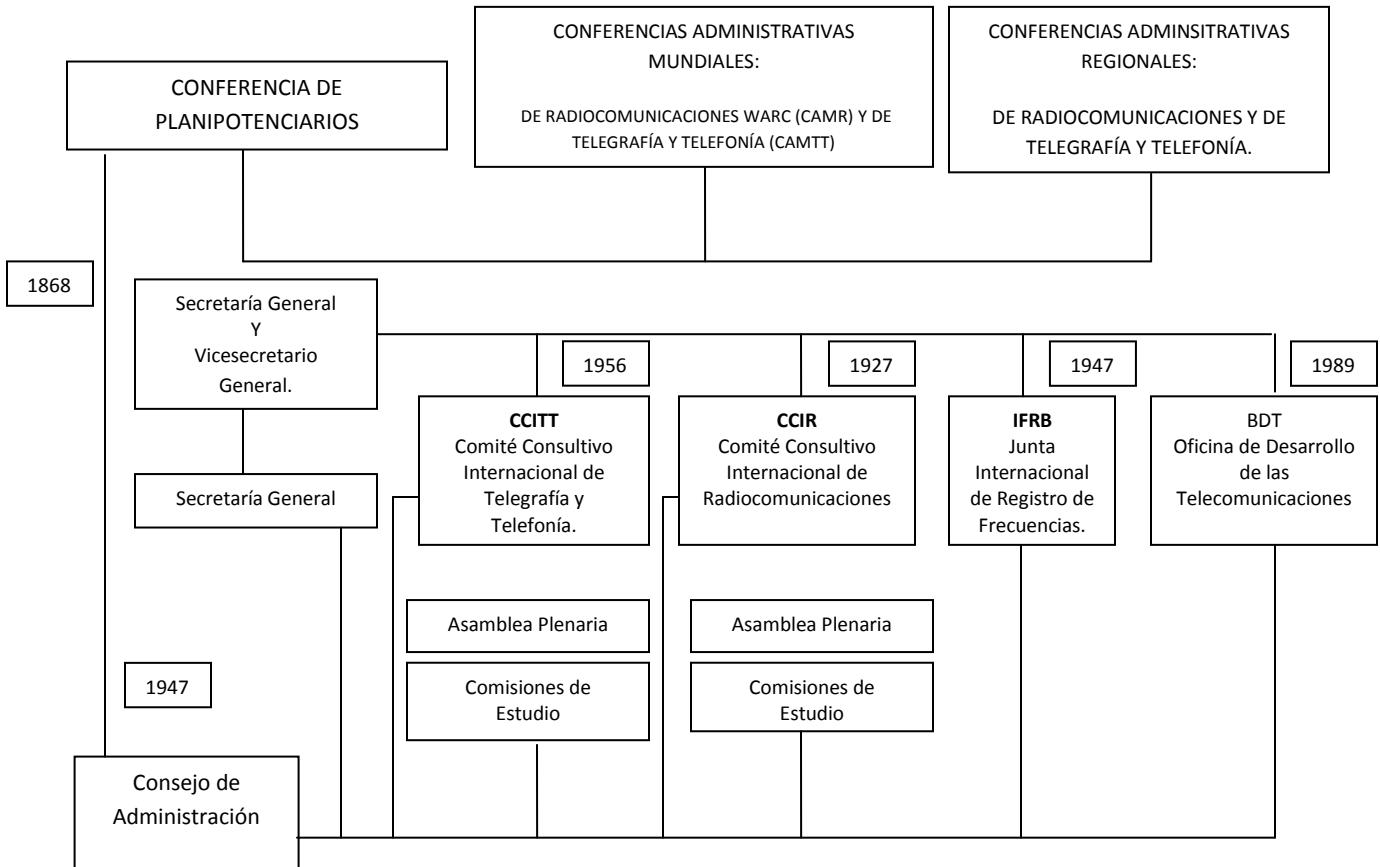 CONFERENCIA DE
PLANIPOTENCIARIOS
CONFERENCIAS ADMINISTRATIVAS
MUNDIALES:
DE RADIOCOMUNICACIONES WARC (CAMR) Y DE
TELEGRAFÍA Y TELEFONÍA (CAMTT)
CONFERENCIAS ADMINSITRATIVAS
REGIONALES:
DE RADIOCOMUNICACIONES Y DE
TELEGRAFÍA Y TELEFONÍA.
1868
Secretaría General
Y
Vicesecretario
General.
Secretaría General
1956
CCITT
Comité Consultivo
Internacional de
Telegrafía y
Telefonía.
1927
CCIR
Comité Consultivo
Internacional de
Radiocomunicaciones
1947
IFRB
Junta
Internacional
de Registro de
Frecuencias.
1989
BDT
Oficina de Desarrollo
de las
Telecomunicaciones
Asamblea Plenaria
Comisiones de
Estudio
Asamblea Plenaria
Comisiones de
Estudio
1947
Consejo de
Administración